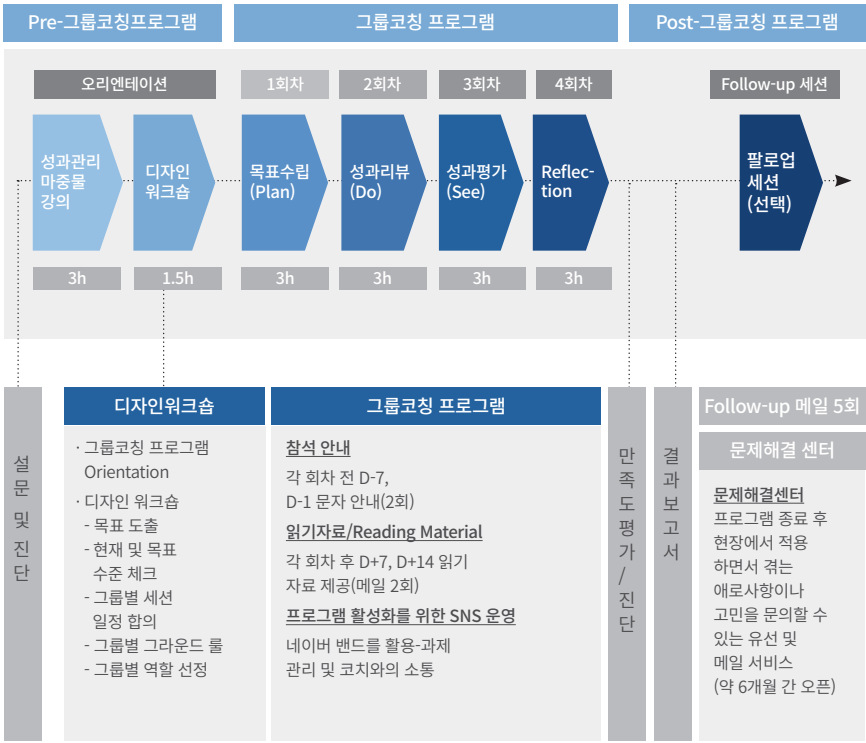 Pre-그룹코칭프로그램
그룹코칭 프로그램
Post-그룹코칭 프로그램
오리엔테이션
1회차
2회차
3회차
4회차
Follow-up 세션
성과관리
마중물
강의
디자인
워크숍
목표수립
(Plan)
성과리뷰
(Do)
성과평가
(See)
Reflec-
tion
팔로업
세션
(선택)
3h
1.5h
3h
3h
3h
3h
설문 및 진단
디자인워크숍
· 그룹코칭 프로그램
Orientation
· 디자인 워크숍
- 목표 도출
- 현재 및 목표
수준 체크
- 그룹별 세션
일정 합의
- 그룹별 그라운드 룰
- 그룹별 역할 선정
그룹코칭 프로그램
참석 안내
각 회차 전 D-7,
D-1 문자 안내(2회)
읽기자료/Reading Material
각 회차 후 D+7, D+14 읽기
자료 제공(메일 2회)
프로그램 활성화를 위한 SNS 운영
네이버 밴드를 활용-과제
관리 및 코치와의 소통
만족도평가/진단
결과보고서
Follow-up 메일 5회
문제해결 센터
문제해결센터
프로그램 종료 후
현장에서 적용
하면서 겪는
애로사항이나
고민을 문의할 수
있는 유선 및
메일 서비스
(약 6개월 간 오픈)